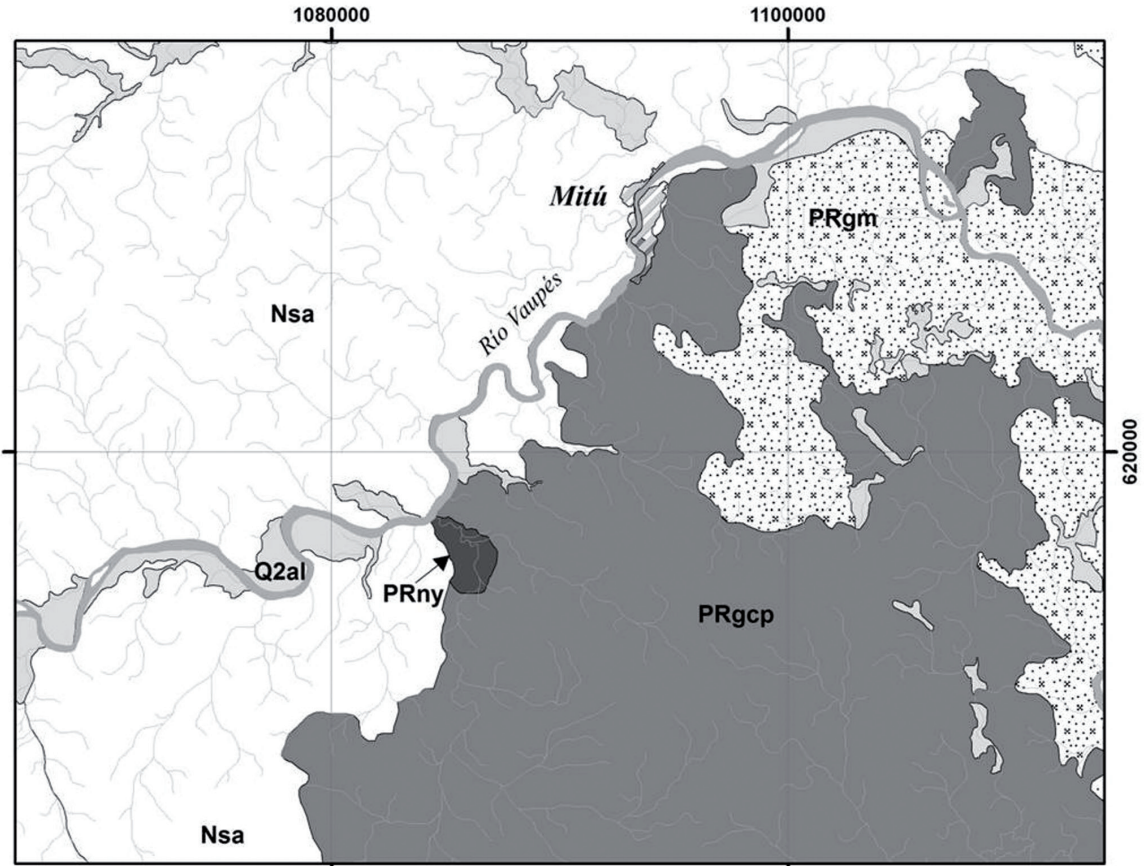 1080000
1100000
Mitú
PRgm
Nsa
Río Vaupés
620000
Q2al
PRny
PRgcp
Nsa